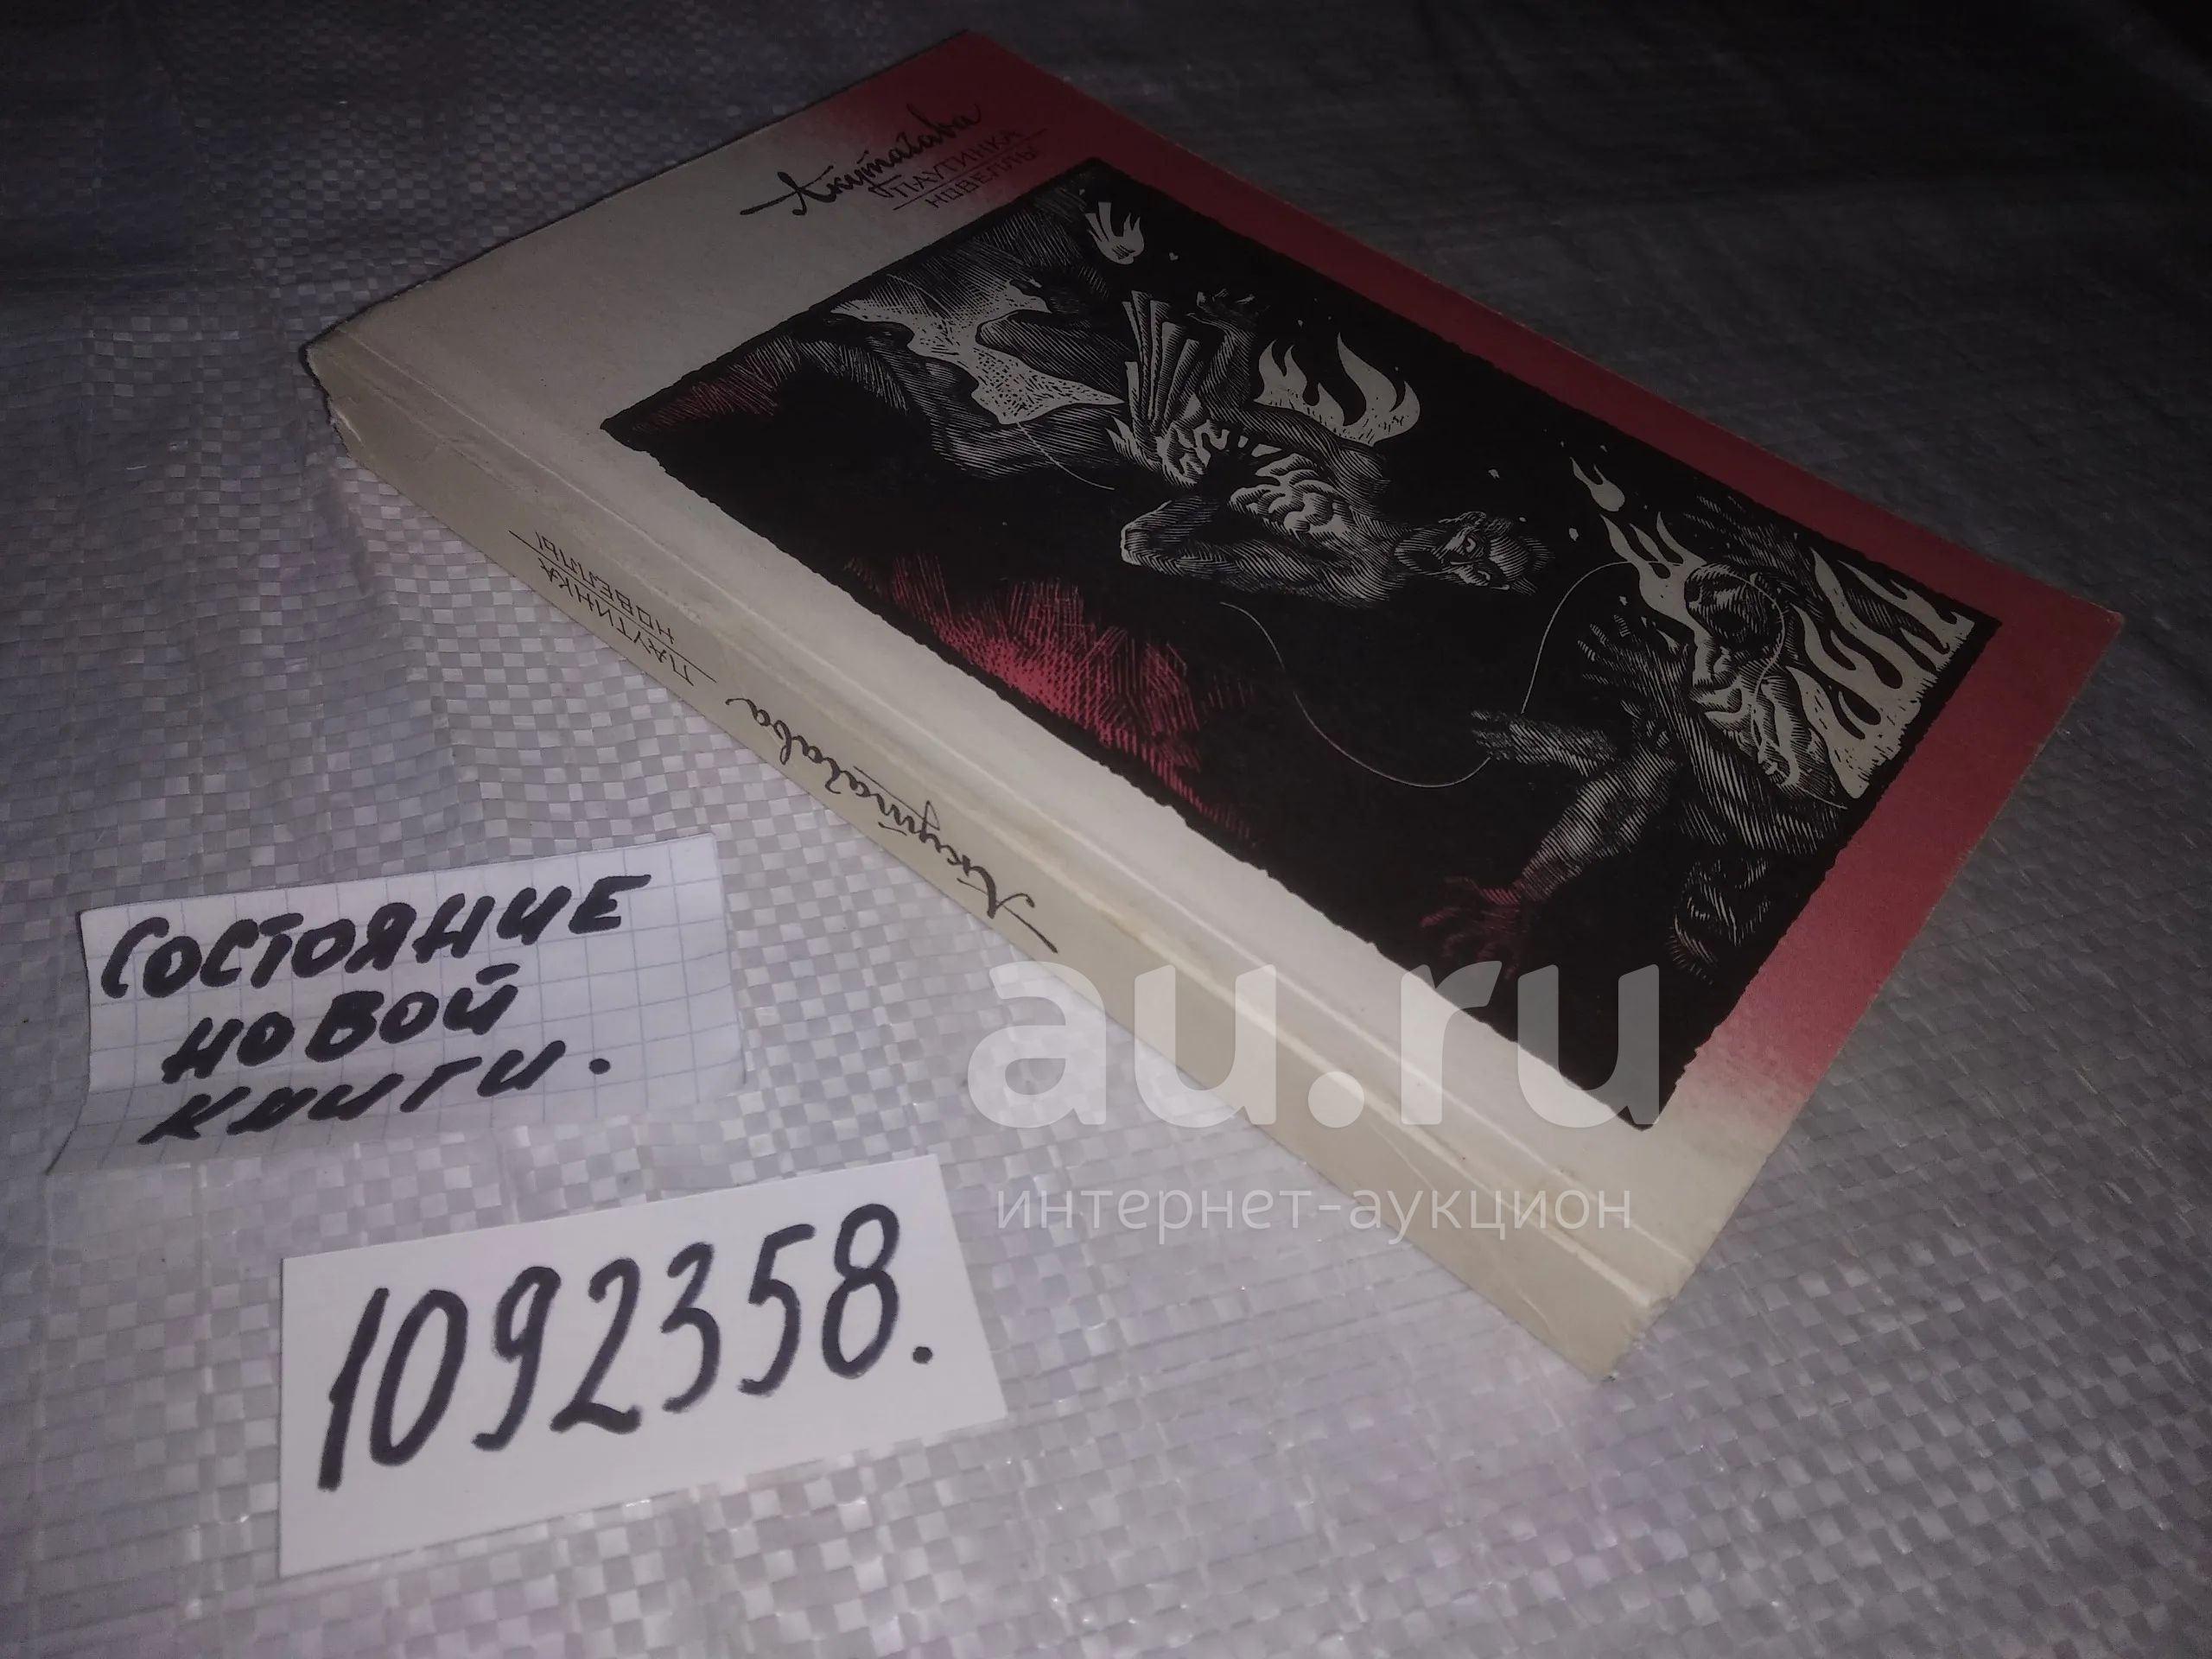 Акутагава
ПАУТИНКА
НОВЕЛЛЫ
Акутагава
ПАУТИНКА
НОВЕЛЛЫ
СОСТОЯНИЕ
НОВОЙ
КНИГИ.
1092358.
au.ru
интернет-аукцион